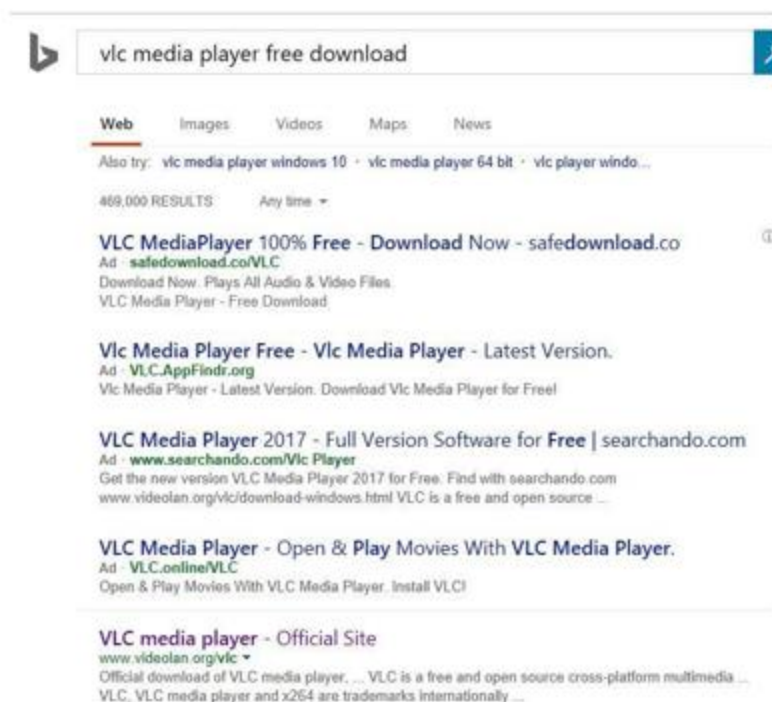 vlc media player free download
Web Images Videos Maps News
Also try: vlc media player windows 10 · vlc media player 64 bit · vlc player windo...
469,000 RESULTS Any time
VLC MediaPlayer 100% Free - Download Now - safedownload.co
Ad · safedownload.co/VLC
Download Now. Plays All Audio & Video Files.
VLC Media Player - Free Download
Vlc Media Player Free - Vlc Media Player - Latest Version.
Ad · VLC.AppFindr.org
Vlc Media Player - Latest Version. Download Vlc Media Player for Free!
VLC Media Player 2017 - Full Version Software for Free | searchando.com
Ad · www.searchando.com/Vlc Player
Get the new version VLC Media Player 2017 for Free. Find with searchando.com
www.videolan.org/vlc/download-windows.html VLC is a free and open source ...
VLC Media Player - Open & Play Movies With VLC Media Player.
Ad · VLC.online/VLC
Open & Play Movies With VLC Media Player. Install VLC!
VLC media player - Official Site
www.videolan.org/vlc
Official download of VLC media player. ... VLC is a free and open source cross-platform multimedia ...
VLC, VLC media player and x264 are trademarks internationally ...